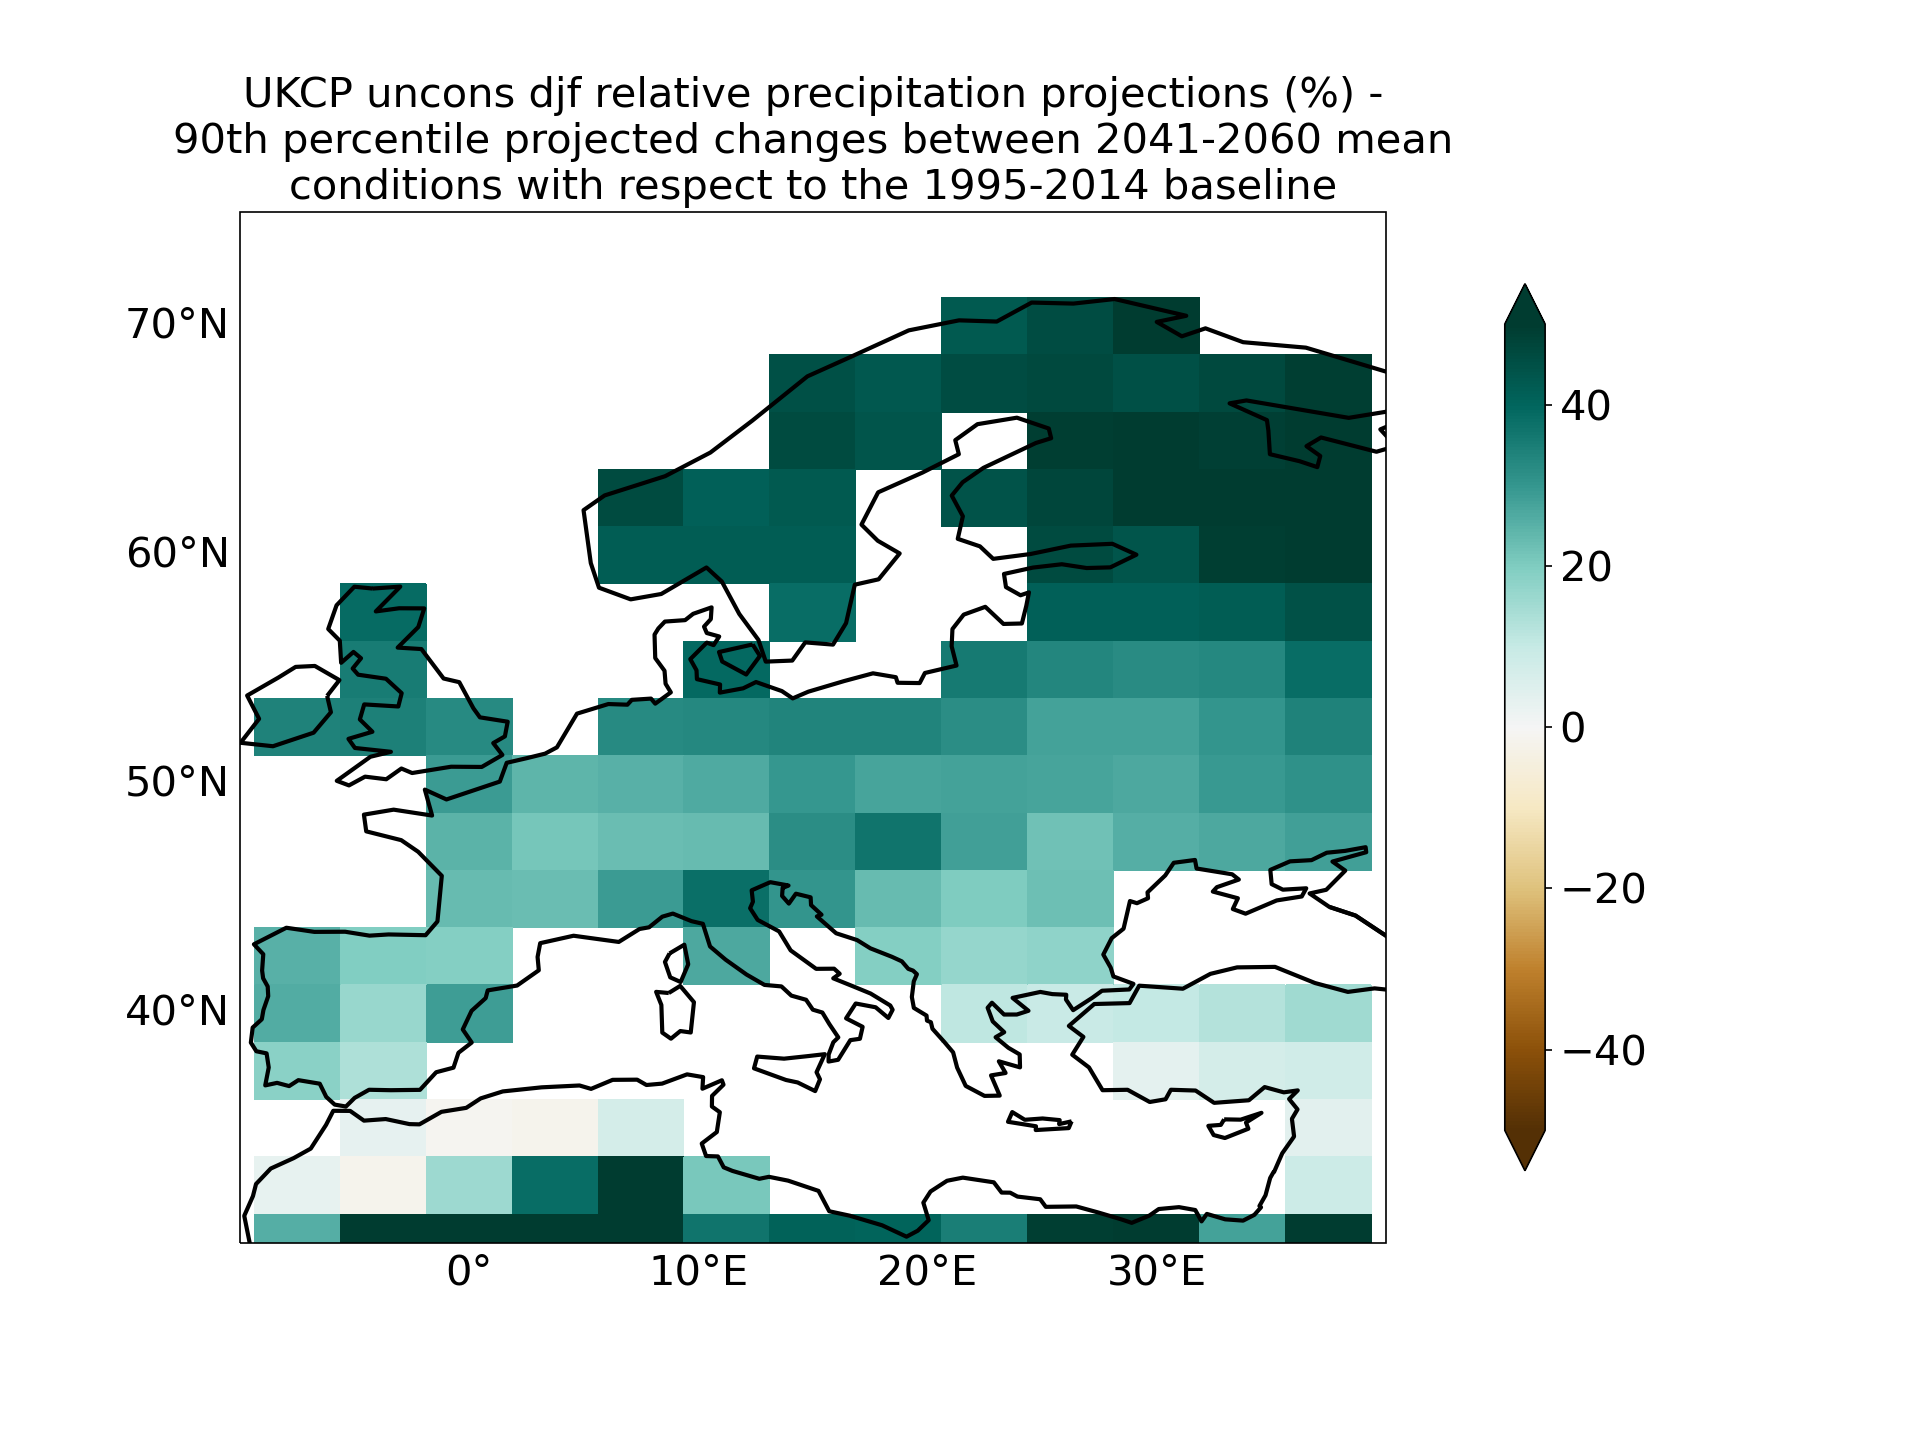 UKCP uncons djf relative precipitation projections (%) -
90th percentile projected changes between 2041-2060 mean
conditions with respect to the 1995-2014 baseline
70°N
60°N
50°N
40°N
0°
10°E
20°E
30°E
40
20
0
−20
−40